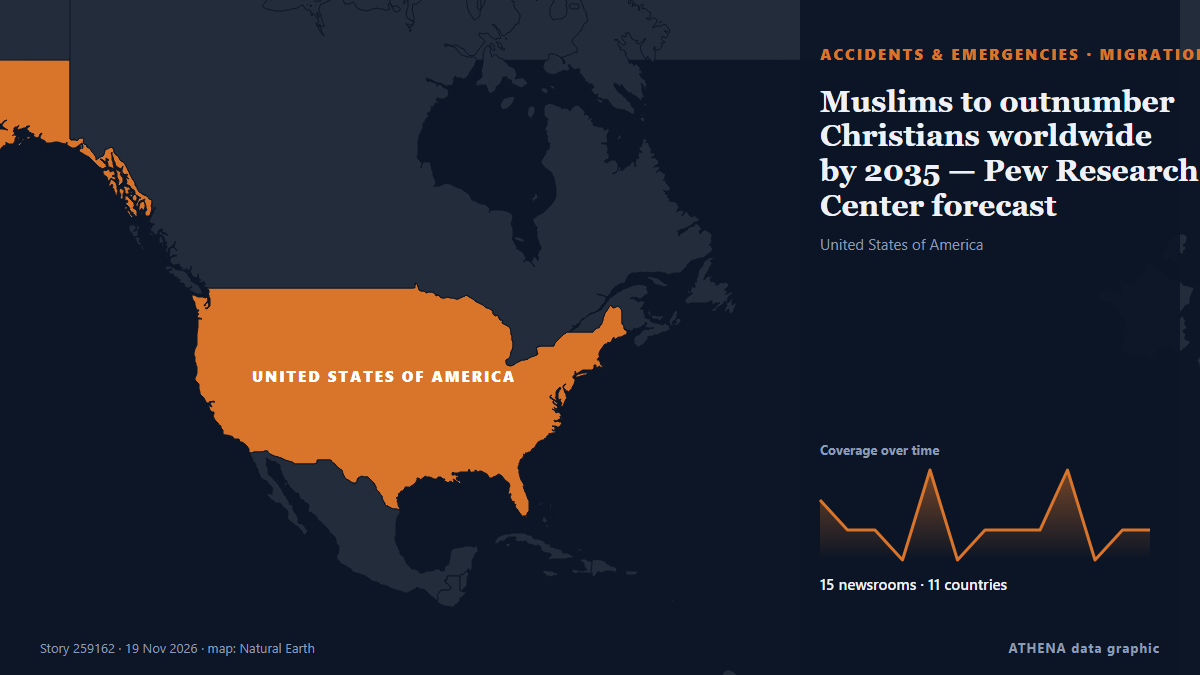 ACCIDENTS & EMERGENCIES · MIGRATION
Muslims to outnumber
Christians worldwide
by 2035 — Pew Research
Center forecast
United States of America
UNITED STATES OF AMERICA
Coverage over time
15 newsrooms · 11 countries
Story 259162 · 19 Nov 2026 · map: Natural Earth
ATHENA data graphic